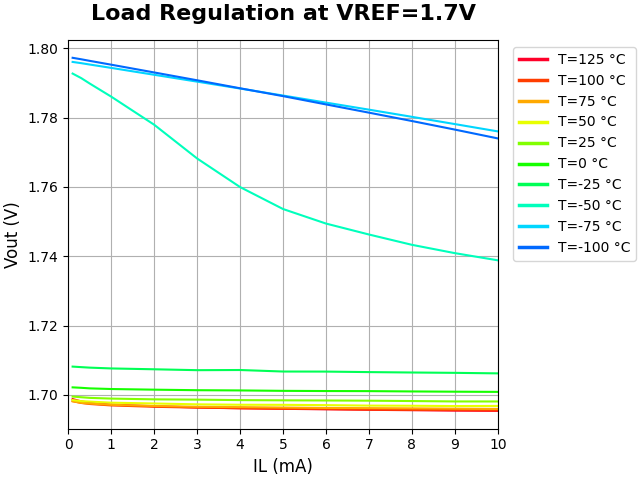 Load Regulation at VREF=1.7V
Vout (V)
1.80
1.78
1.76
1.74
1.72
1.70
0 1 2 3 4 5 6 7 8 9 10
IL (mA)
T=125 °C
T=100 °C
T=75 °C
T=50 °C
T=25 °C
T=0 °C
T=-25 °C
T=-50 °C
T=-75 °C
T=-100 °C